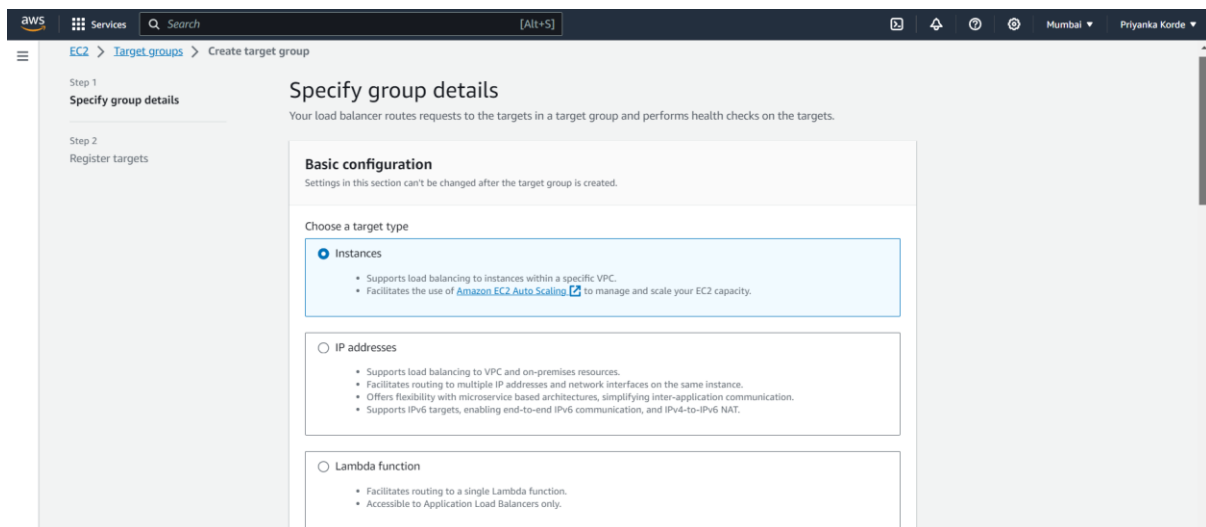 aws Services Search [Alt+S] Mumbai ▼ Priyanka Korde ▼
EC2 > Target groups > Create target group
Step 1
Specify group details
Step 2
Register targets
Specify group details
Your load balancer routes requests to the targets in a target group and performs health checks on the targets.
Basic configuration
Settings in this section can't be changed after the target group is created.
Choose a target type
Instances
• Supports load balancing to instances within a specific VPC.
• Facilitates the use of Amazon EC2 Auto Scaling to manage and scale your EC2 capacity.
IP addresses
• Supports load balancing to VPC and on-premises resources.
• Facilitates routing to multiple IP addresses and network interfaces on the same instance.
• Offers flexibility with microservice based architectures, simplifying inter-application communication.
• Supports IPv6 targets, enabling end-to-end IPv6 communication, and IPv4-to-IPv6 NAT.
Lambda function
• Facilitates routing to a single Lambda function.
• Accessible to Application Load Balancers only.